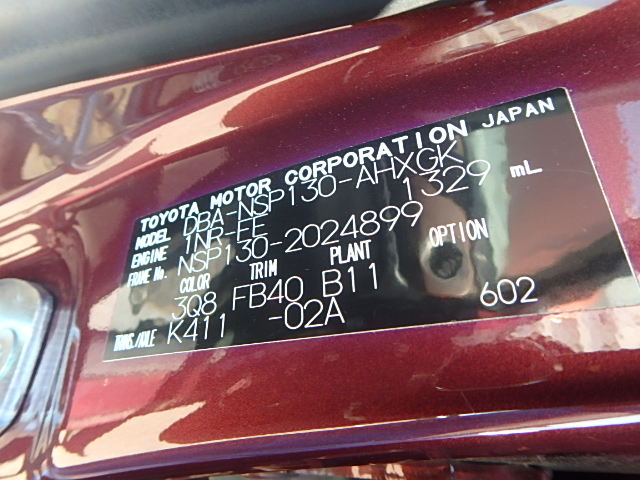 TOYOTA MOTOR CORPORATION JAPAN
MODEL DBA-NSP130-AHXGK
ENGINE 1NR-FE 1329 mL
FRAME No. NSP130-2024899
COLOR TRIM PLANT OPTION
3Q8 FB40 B11
TRANS./AXLE K411 -02A 602